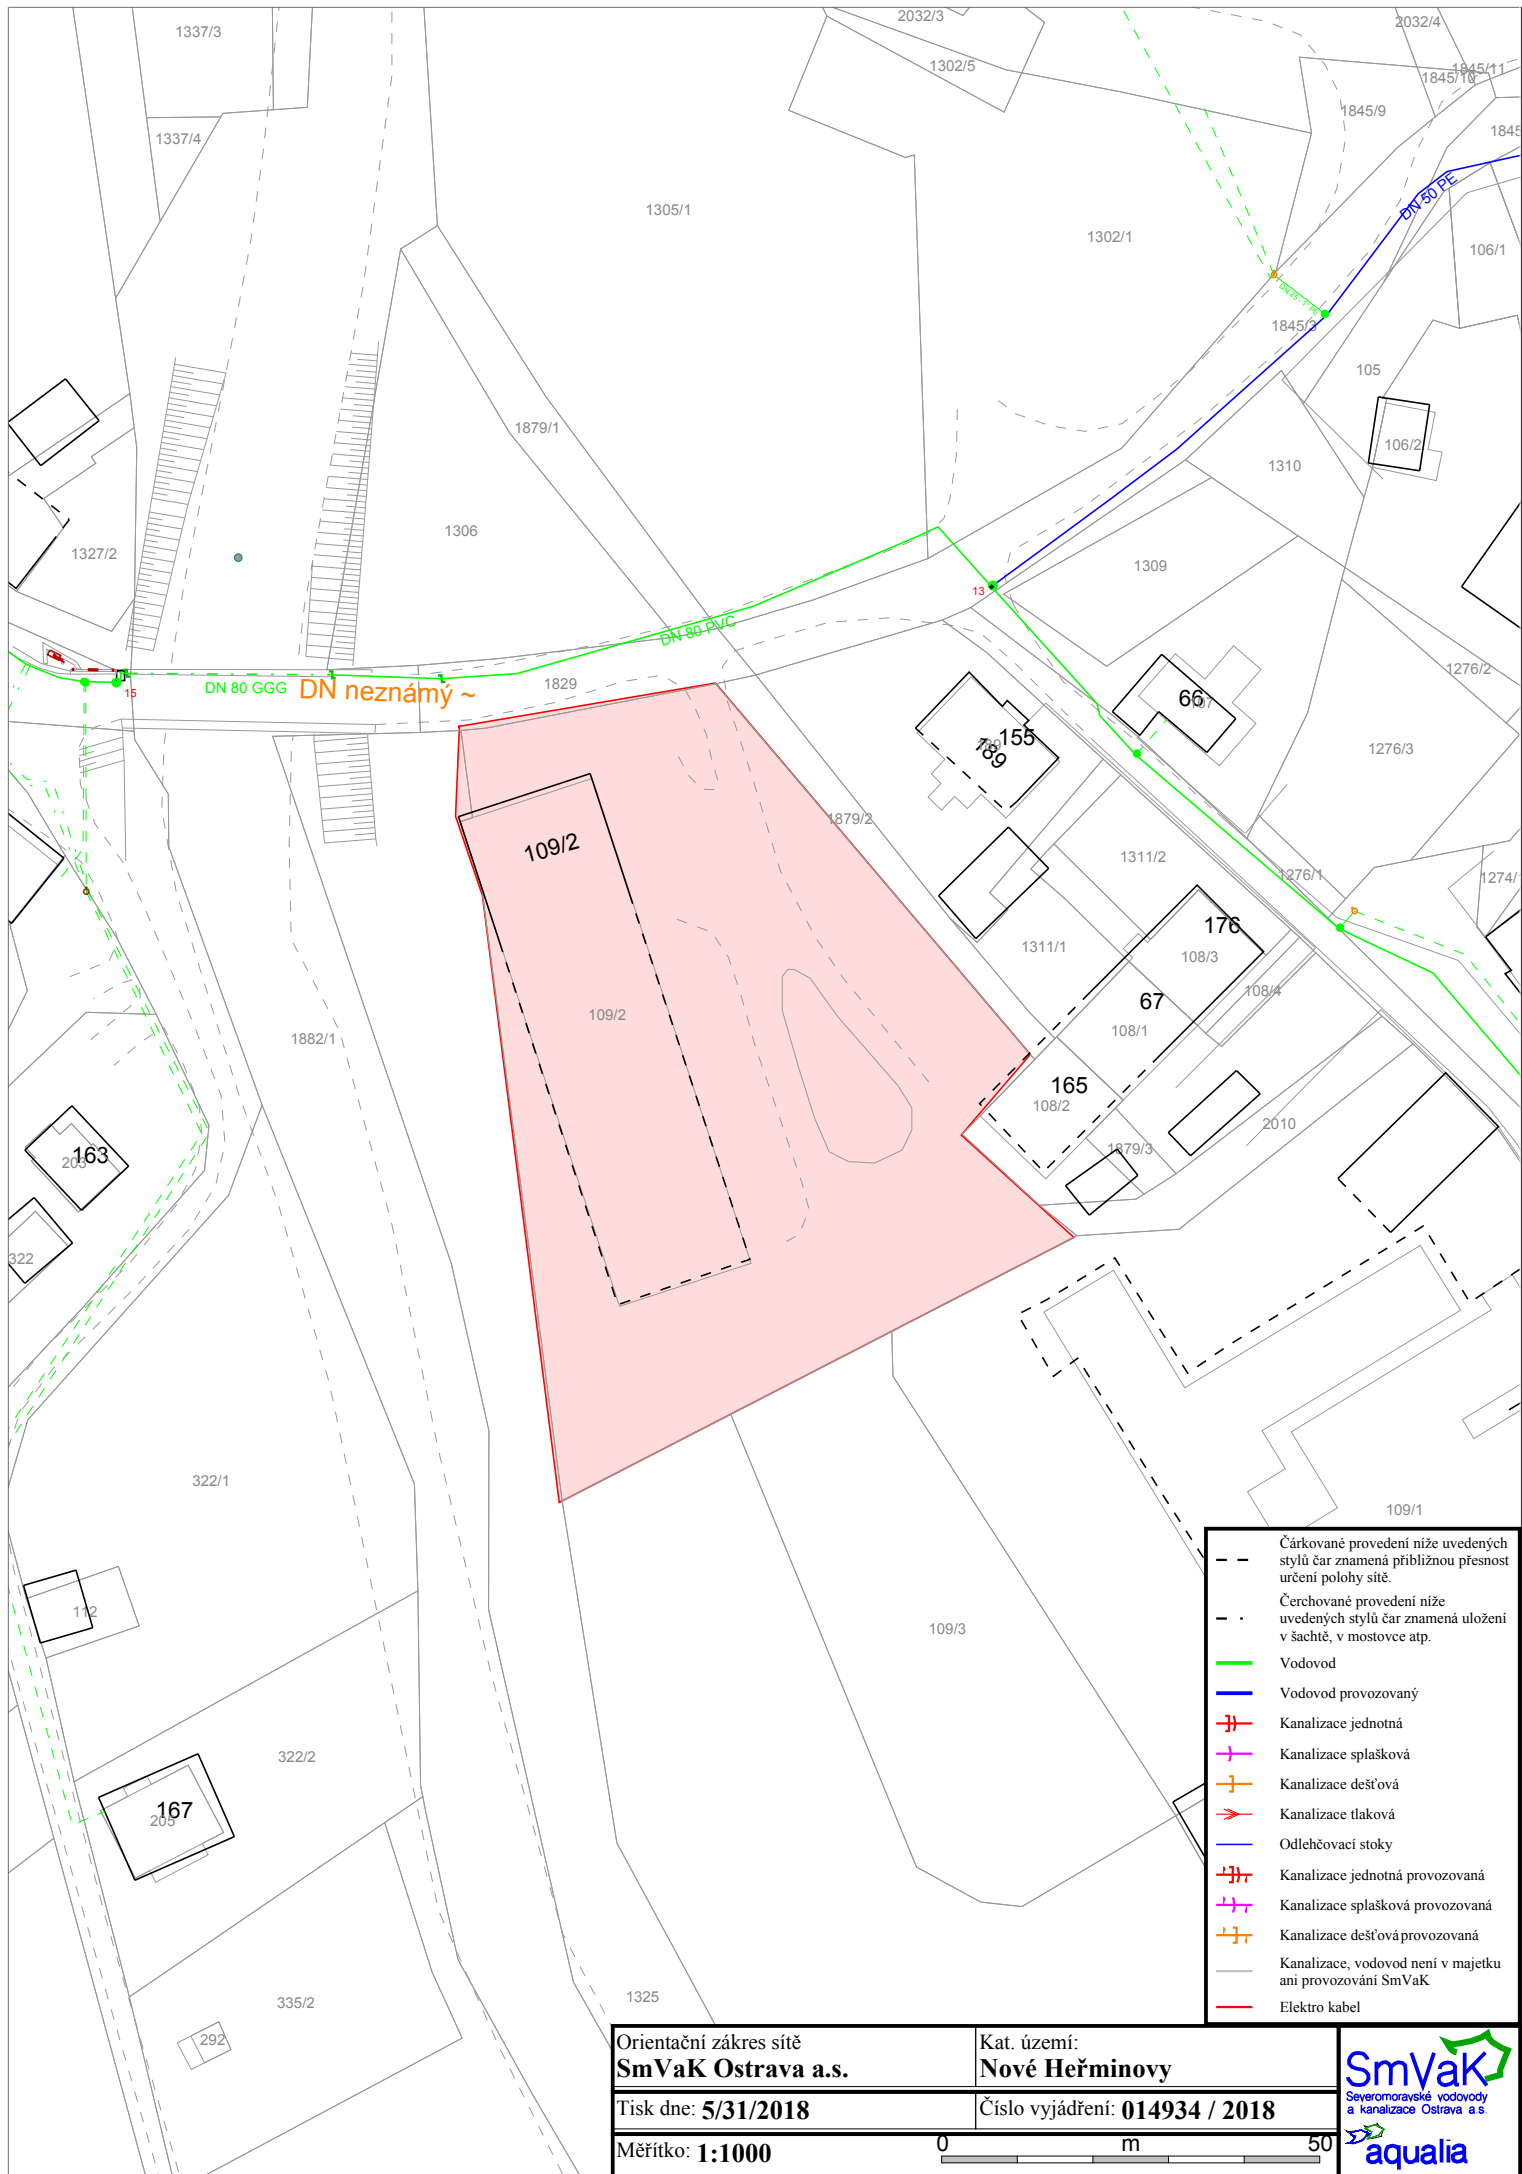 1337/3
2032/3
2032/4
1302/5
1845/11
1845/10
1845/9
1845
1337/4
DN 50 PE
1305/1
1302/1
106/1
DN 25 - 1" PE
1845/3
105
1879/1
106/2
1310
1306
1327/2
1309
13
DN 80 PVC
1276/2
15
DN 80 GGG
DN neznámý ~
1829
66
107
155
189
1276/3
1879/2
109/2
1311/2
1276/1
1274/1
176
1311/1
108/3
108/4
67
109/2
108/1
1882/1
165
108/2
2010
163
203
1879/3
322
322/1
109/1
112
109/3
322/2
167
205
335/2
1325
292
Čárkované provedení níže uvedených
stylů čar znamená přibližnou přesnost
určení polohy sítě.
Čerchované provedení níže
uvedených stylů čar znamená uložení
v šachtě, v mostovce atp.
Vodovod
Vodovod provozovaný
Kanalizace jednotná
Kanalizace splašková
Kanalizace dešťová
Kanalizace tlaková
Odlehčovací stoky
Kanalizace jednotná provozovaná
Kanalizace splašková provozovaná
Kanalizace dešťová provozovaná
Kanalizace, vodovod není v majetku
ani provozování SmVaK
Elektro kabel
Orientační zákres sítě
SmVaK Ostrava a.s.
Kat. území:
Nové Heřminovy
Tisk dne: 5/31/2018
Číslo vyjádření: 014934 / 2018
Měřítko: 1:1000
0 m 50
SmVaK
Severomoravské vodovody
a kanalizace Ostrava a.s.
aqualia